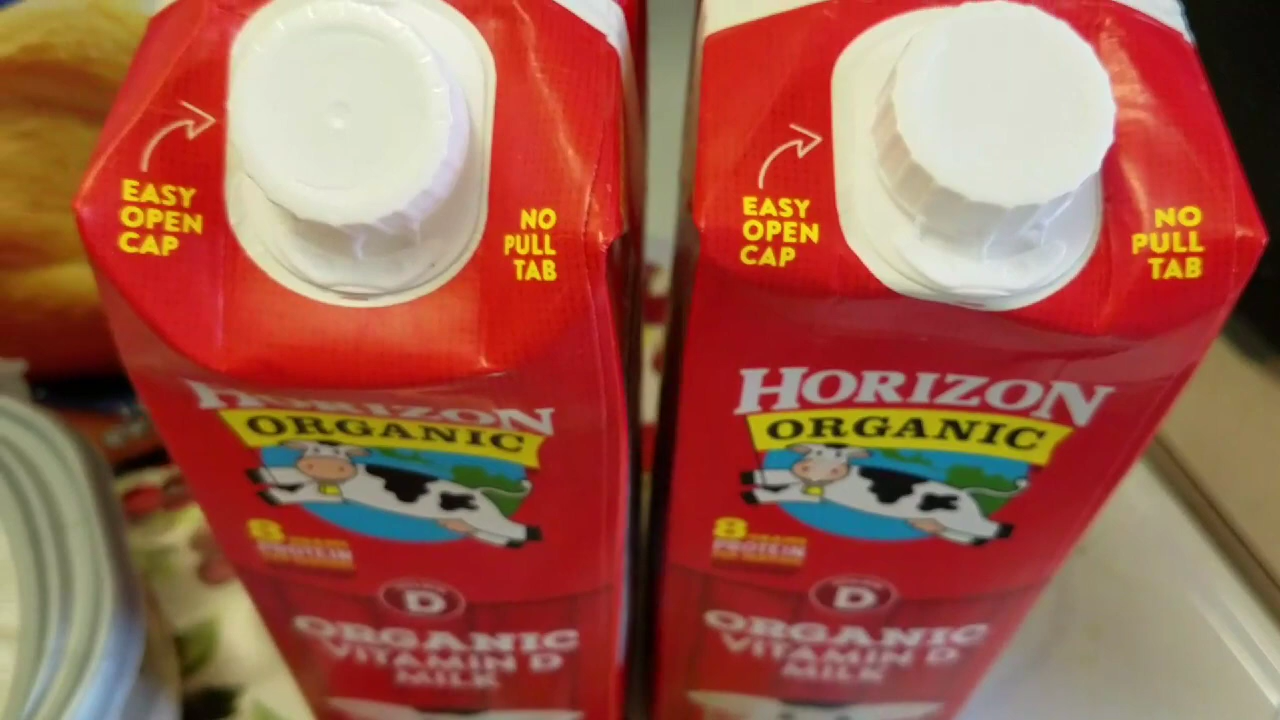 EASY
OPEN
CAP
NO
PULL
TAB
HORIZON
ORGANIC
8
PROTEIN
D
ORGANIC
VITAMIN D
MILK
EASY
OPEN
CAP
NO
PULL
TAB
HORIZON
ORGANIC
8
PROTEIN
D
ORGANIC
VITAMIN D
MILK